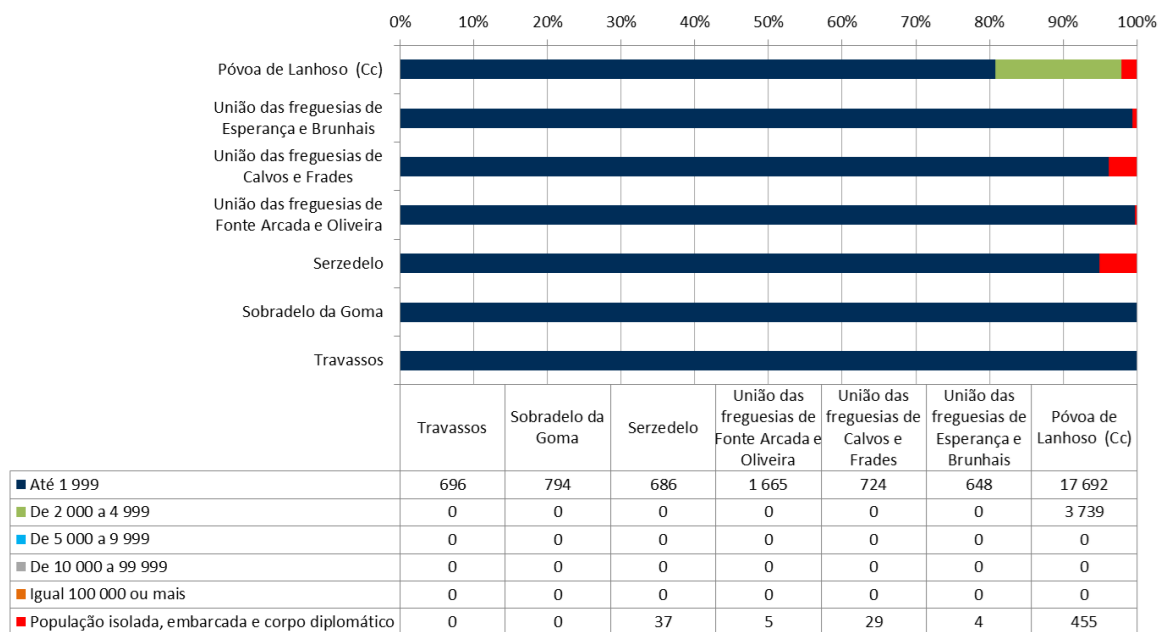 0% 10% 20% 30% 40% 50% 60% 70% 80% 90% 100%
Póvoa de Lanhoso (Cc)
União das freguesias de
Esperança e Brunhais
União das freguesias de
Calvos e Frades
União das freguesias de
Fonte Arcada e Oliveira
Serzedelo
Sobradelo da Goma
Travassos
Travassos
Sobradelo da
Goma
Serzedelo
União das
freguesias de
Fonte Arcada e
Oliveira
União das
freguesias de
Calvos e
Frades
União das
freguesias de
Esperança e
Brunhais
Póvoa de
Lanhoso (Cc)
Até 1 999 696 794 686 1 665 724 648 17 692
De 2 000 a 4 999 0 0 0 0 0 0 3 739
De 5 000 a 9 999 0 0 0 0 0 0 0
De 10 000 a 99 999 0 0 0 0 0 0 0
Igual 100 000 ou mais 0 0 0 0 0 0 0
População isolada, embarcada e corpo diplomático 0 0 37 5 29 4 455